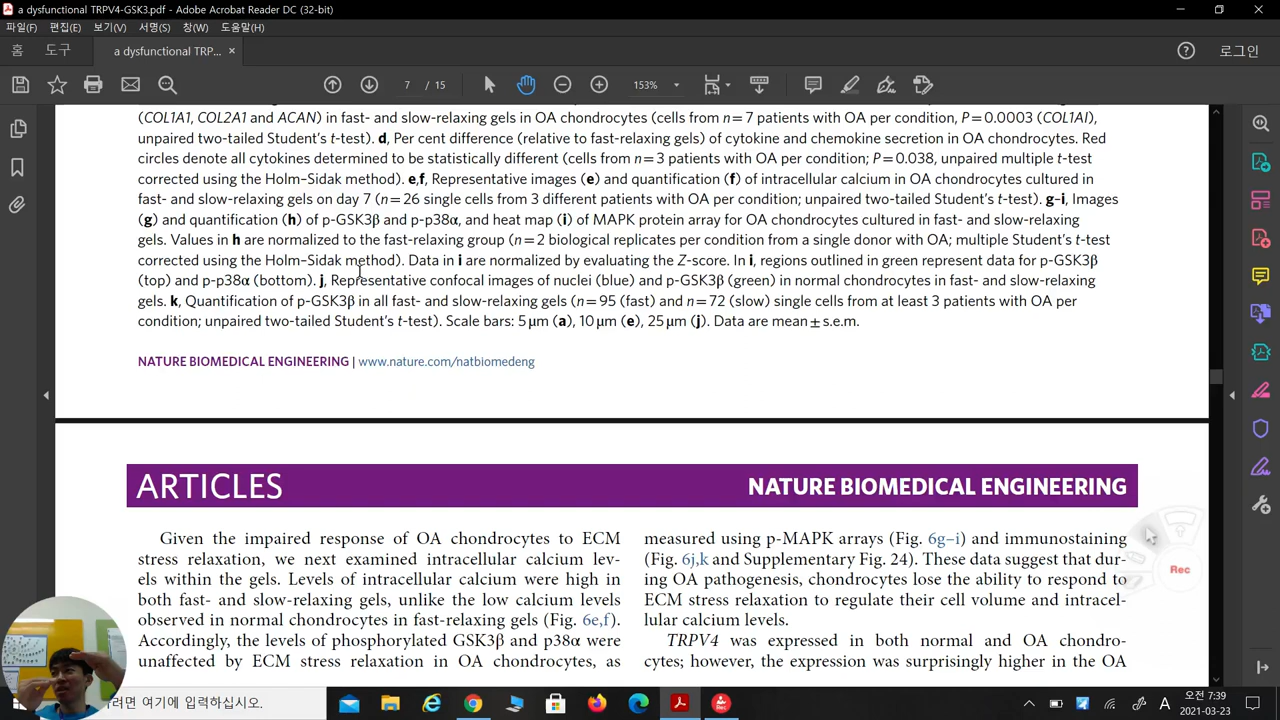 a dysfunctional TRPV4-GSK3.pdf - Adobe Acrobat Reader DC (32-bit)
파일(F) 편집(E) 보기(V) 서명(S) 창(W) 도움말(H)
홈 도구 a dysfunctional TRP... × 로그인
7 / 15 153%
(COL1A1, COL2A1 and ACAN) in fast- and slow-relaxing gels in OA chondrocytes (cells from n = 7 patients with OA per condition, P = 0.0003 (COL1AI),
unpaired two-tailed Student's t-test). d, Per cent difference (relative to fast-relaxing gels) of cytokine and chemokine secretion in OA chondrocytes. Red
circles denote all cytokines determined to be statistically different (cells from n = 3 patients with OA per condition; P = 0.038, unpaired multiple t-test
corrected using the Holm–Sidak method). e,f, Representative images (e) and quantification (f) of intracellular calcium in OA chondrocytes cultured in
fast- and slow-relaxing gels on day 7 (n = 26 single cells from 3 different patients with OA per condition; unpaired two-tailed Student's t-test). g–i, Images
(g) and quantification (h) of p-GSK3β and p-p38α, and heat map (i) of MAPK protein array for OA chondrocytes cultured in fast- and slow-relaxing
gels. Values in h are normalized to the fast-relaxing group (n = 2 biological replicates per condition from a single donor with OA; multiple Student's t-test
corrected using the Holm–Sidak method). Data in i are normalized by evaluating the Z-score. In i, regions outlined in green represent data for p-GSK3β
(top) and p-p38α (bottom). j, Representative confocal images of nuclei (blue) and p-GSK3β (green) in normal chondrocytes in fast- and slow-relaxing
gels. k, Quantification of p-GSK3β in all fast- and slow-relaxing gels (n = 95 (fast) and n = 72 (slow) single cells from at least 3 patients with OA per
condition; unpaired two-tailed Student's t-test). Scale bars: 5 μm (a), 10 μm (e), 25 μm (j). Data are mean ± s.e.m.
NATURE BIOMEDICAL ENGINEERING | www.nature.com/natbiomedeng
ARTICLES NATURE BIOMEDICAL ENGINEERING
Given the impaired response of OA chondrocytes to ECM
stress relaxation, we next examined intracellular calcium lev-
els within the gels. Levels of intracellular calcium were high in
both fast- and slow-relaxing gels, unlike the low calcium levels
observed in normal chondrocytes in fast-relaxing gels (Fig. 6e,f).
Accordingly, the levels of phosphorylated GSK3β and p38α were
unaffected by ECM stress relaxation in OA chondrocytes, as
measured using p-MAPK arrays (Fig. 6g–i) and immunostaining
(Fig. 6j,k and Supplementary Fig. 24). These data suggest that dur-
ing OA pathogenesis, chondrocytes lose the ability to respond to
ECM stress relaxation to regulate their cell volume and intracel-
lular calcium levels.
TRPV4 was expressed in both normal and OA chondro-
cytes; however, the expression was surprisingly higher in the OA
Rec
려면 여기에 입력하십시오.
Rec
A
오전 7:39
2021-03-23